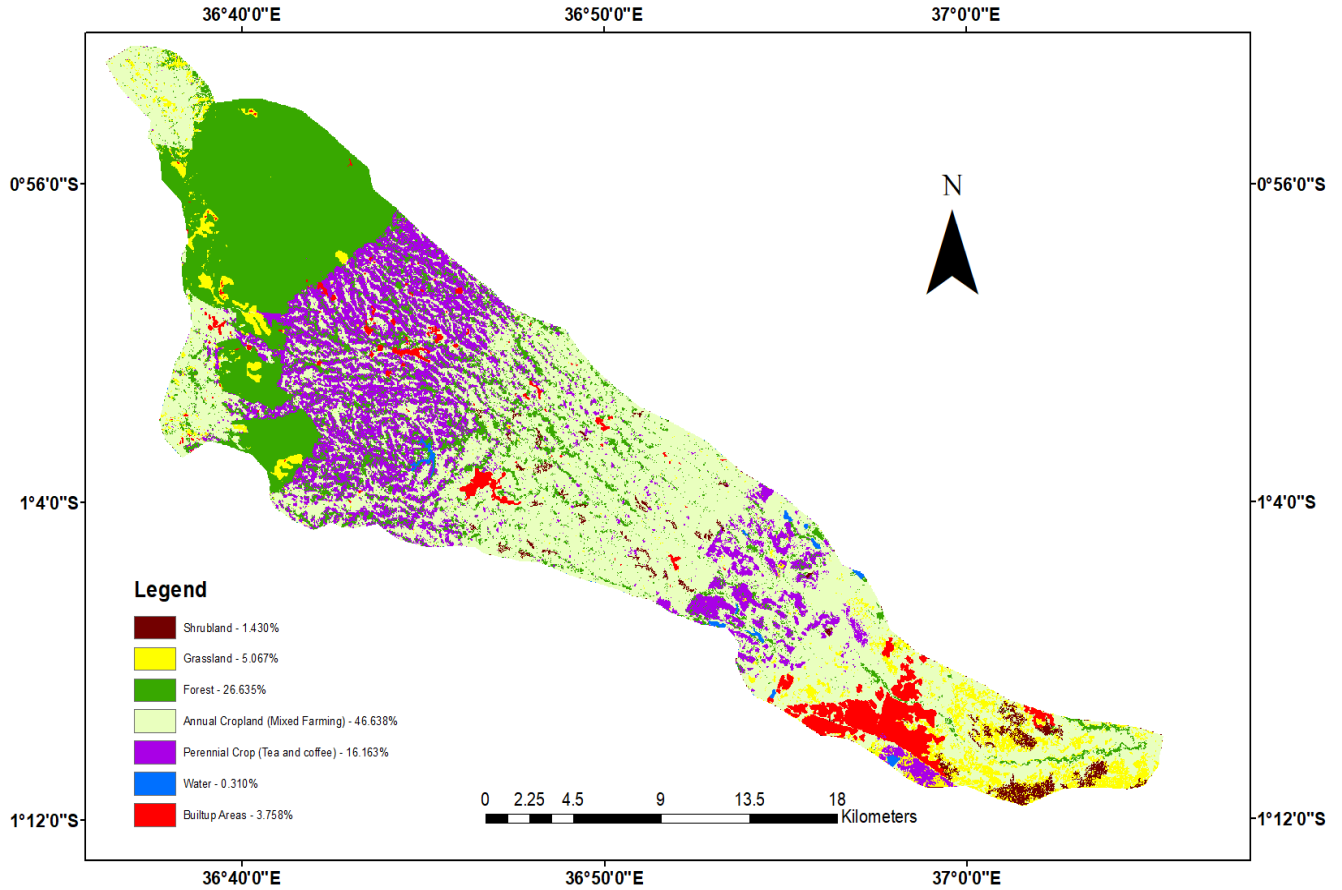 36°40'0"E 36°50'0"E 37°0'0"E
N
0°56'0"S 0°56'0"S
1°4'0"S 1°4'0"S
Legend
Shrubland - 1.430%
Grassland - 5.067%
Forest - 26.635%
Annual Cropland (Mixed Farming) - 46.638%
Perennial Crop (Tea and coffee) - 16.163%
Water - 0.310%
Builtup Areas - 3.758%
0 2.25 4.5 9 13.5 18
Kilometers
1°12'0"S 1°12'0"S
36°40'0"E 36°50'0"E 37°0'0"E